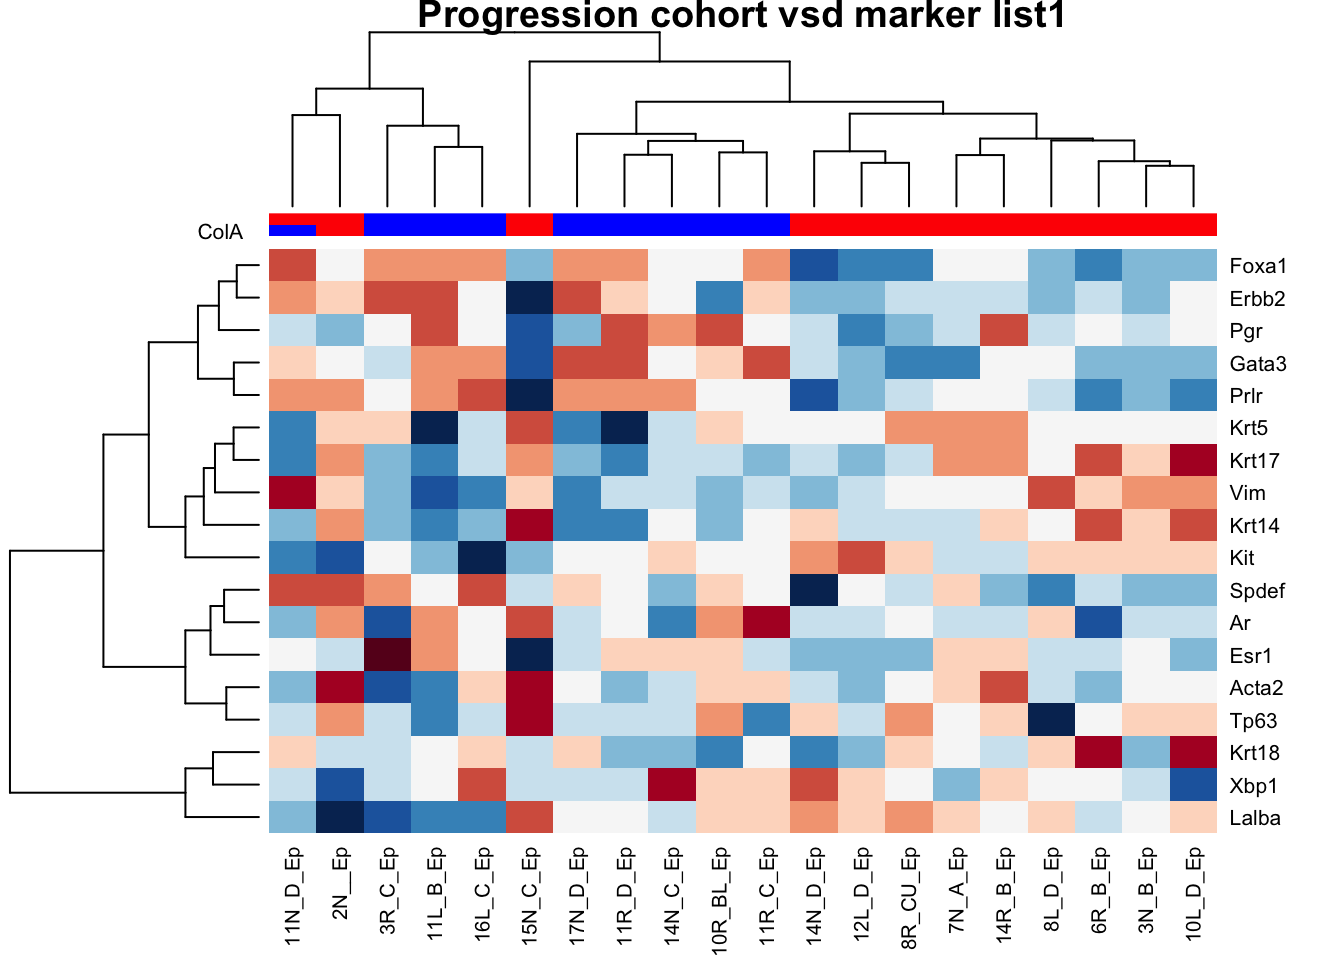 Progression cohort vsd marker list1
ColA
Foxa1
Erbb2
Pgr
Gata3
Prlr
Krt5
Krt17
Vim
Krt14
Kit
Spdef
Ar
Esr1
Acta2
Tp63
Krt18
Xbp1
Lalba
11N_D_Ep
2N__Ep
3R_C_Ep
11L_B_Ep
16L_C_Ep
15N_C_Ep
17N_D_Ep
11R_D_Ep
14N_C_Ep
10R_BL_Ep
11R_C_Ep
14N_D_Ep
12L_D_Ep
8R_CU_Ep
7N_A_Ep
14R_B_Ep
8L_D_Ep
6R_B_Ep
3N_B_Ep
10L_D_Ep